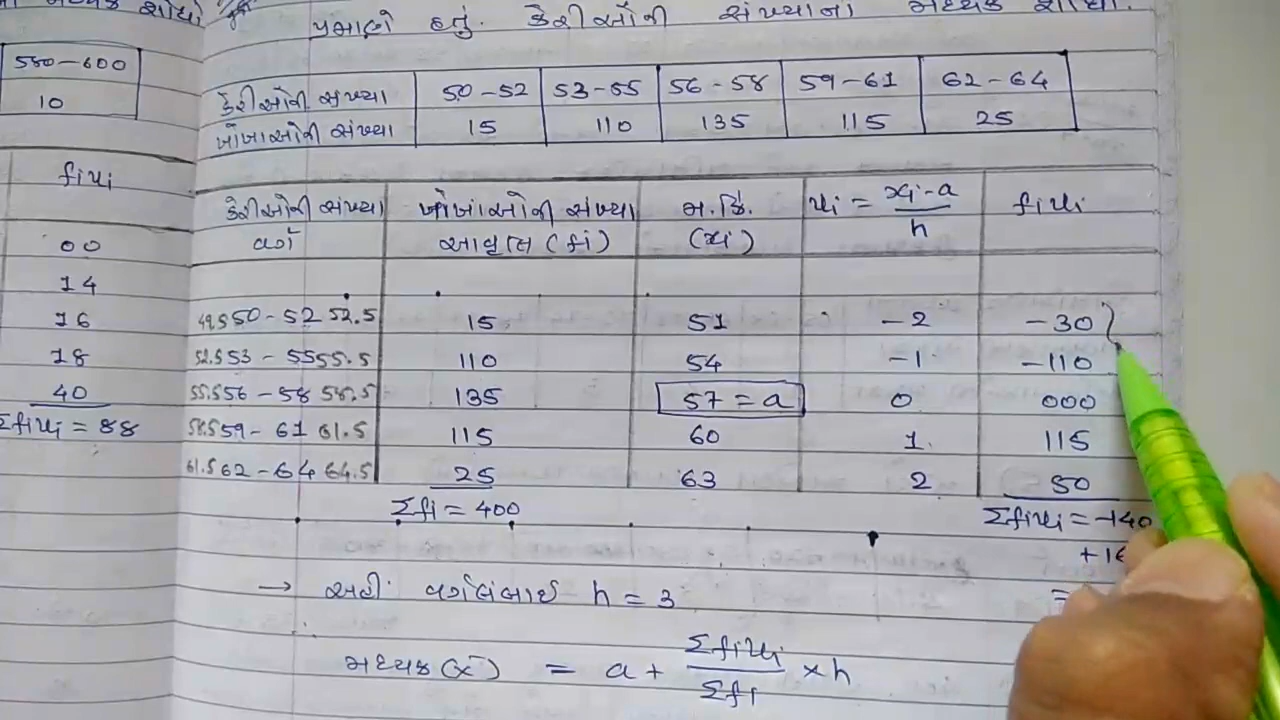 પ્રમાણે હતું. કેરીઓની સંખ્યાનો મધ્યક શોધો.
580-600
10
fiui
00
14
16
18
40
Σfiui = 88
કેરીઓની સંખ્યા 50-52 53-55 56-58 59-61 62-64
ખોખાઓની સંખ્યા 15 110 135 115 25
કેરીઓની સંખ્યા ખોખાઓની સંખ્યા મ.કિ. ui = xi-a / h fiui
વર્ગ આવૃત્તિ (fi) (xi)
49.5 50-52 52.5 15 51 -2 -30
52.5 53-55 55.5 110 54 -1 -110
55.5 56-58 58.5 135 57 = a 0 000
58.5 59-61 61.5 115 60 1 115
61.5 62-64 64.5 25 63 2 50
Σfi = 400 Σfiui = -140
→ અહીં વર્ગલંબાઈ h = 3
મધ્યક (x̄) = a + Σfiui / Σfi × h